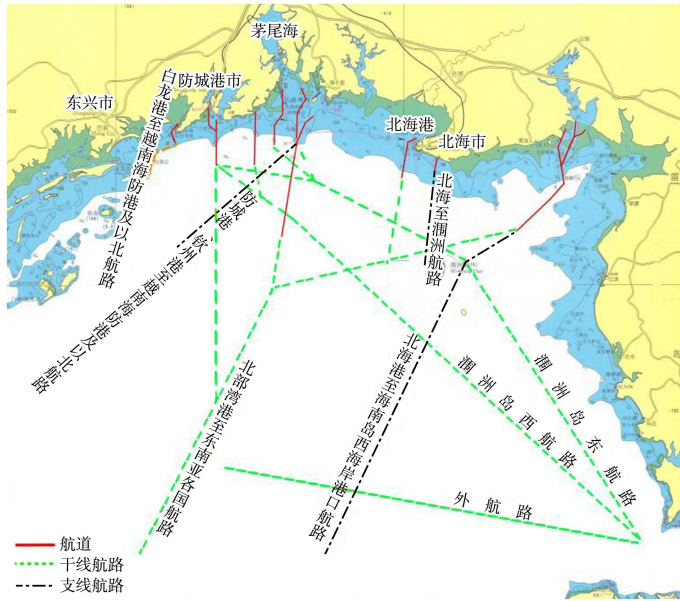 茅尾海
防城港市
东兴市
北海港
北海市
白龙港至越南海防港及以北航路
防城港
钦州港至越南海防港及以北航路
北海至涠洲航路
北部湾港至东南亚各国航路
北海港至海南岛西海岸港口航路
涠洲岛西航路
涠洲岛东航路
外航路
航道
干线航路
支线航路